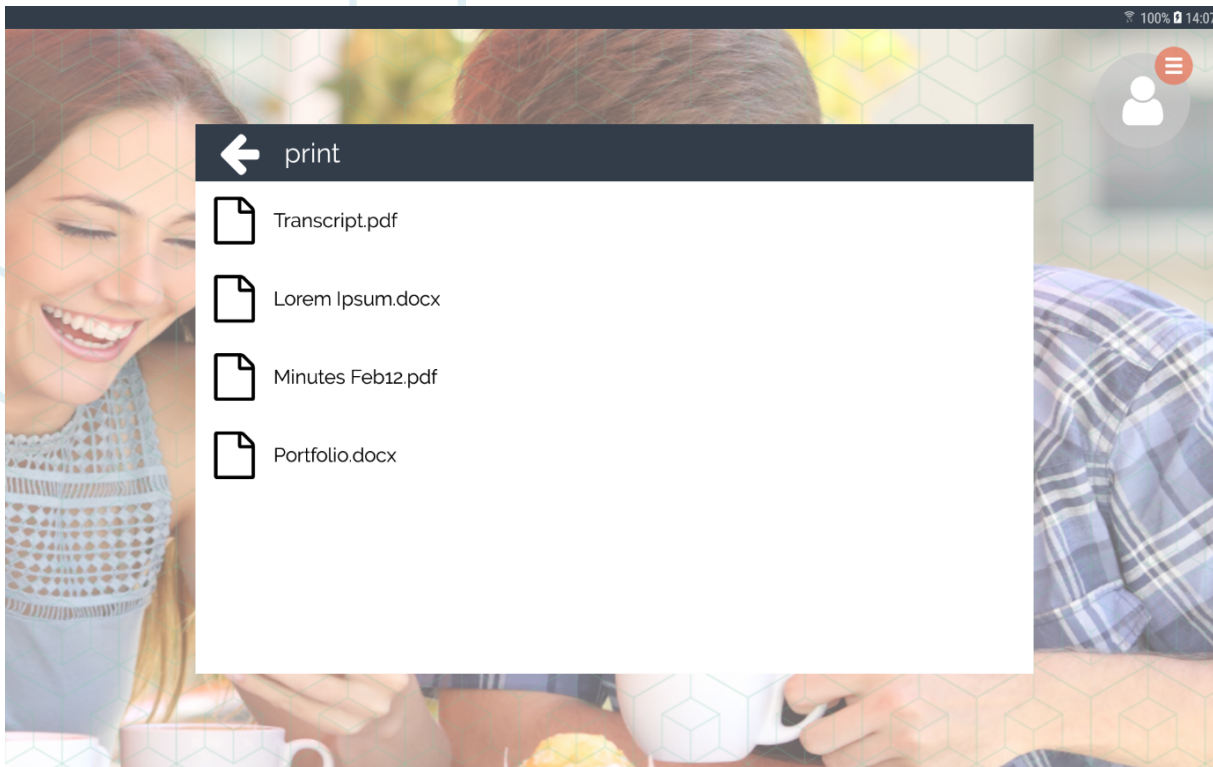 100% 14:07
print
Transcript.pdf
Lorem Ipsum.docx
Minutes Feb12.pdf
Portfolio.docx